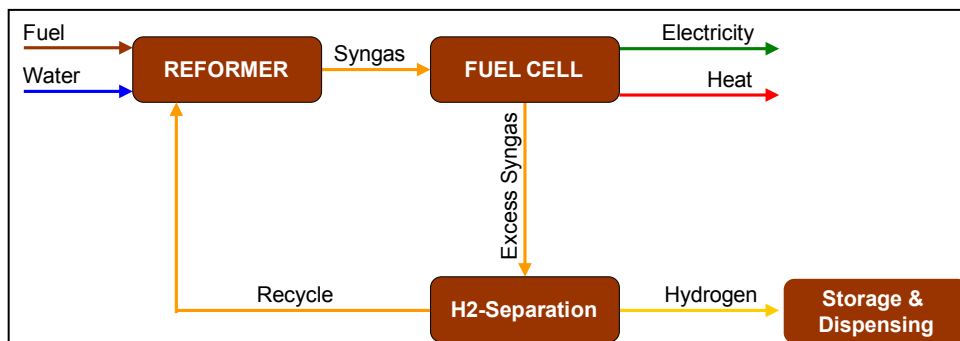 Fuel
Water
REFORMER
Syngas
FUEL CELL
Electricity
Heat
Excess Syngas
Recycle
H2-Separation
Hydrogen
Storage &
Dispensing